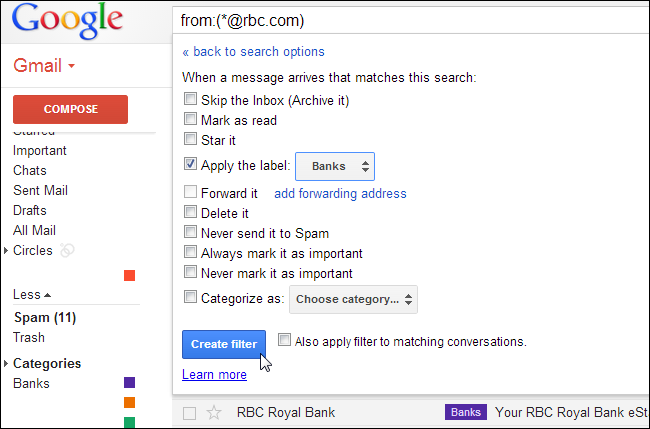 Google
from:(*@rbc.com)
« back to search options
Gmail
When a message arrives that matches this search:
Skip the Inbox (Archive it)
COMPOSE
Mark as read
Starred
Star it
Important
Chats
Apply the label: Banks
Sent Mail
Forward it add forwarding address
Drafts
Delete it
All Mail
Never send it to Spam
Circles
Always mark it as important
Never mark it as important
Less
Categorize as: Choose category...
Spam (11)
Trash
Create filter Also apply filter to matching conversations.
Categories
Learn more
Banks
RBC Royal Bank Banks Your RBC Royal Bank eSta